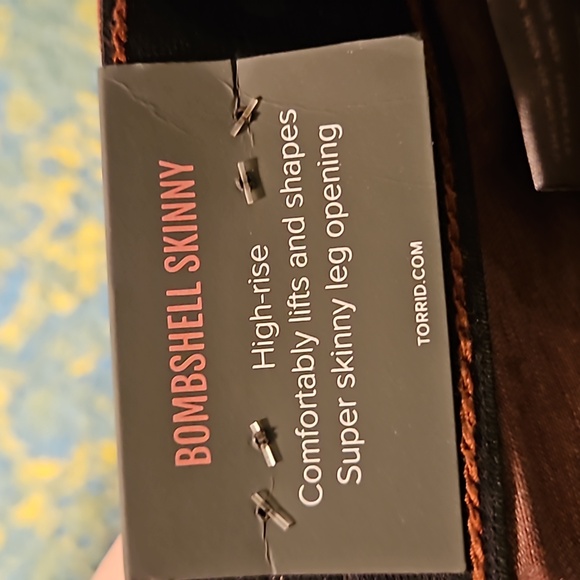 BOMBSHELL SKINNY
High-rise
Comfortably lifts and shapes
Super skinny leg opening
TORRID.COM